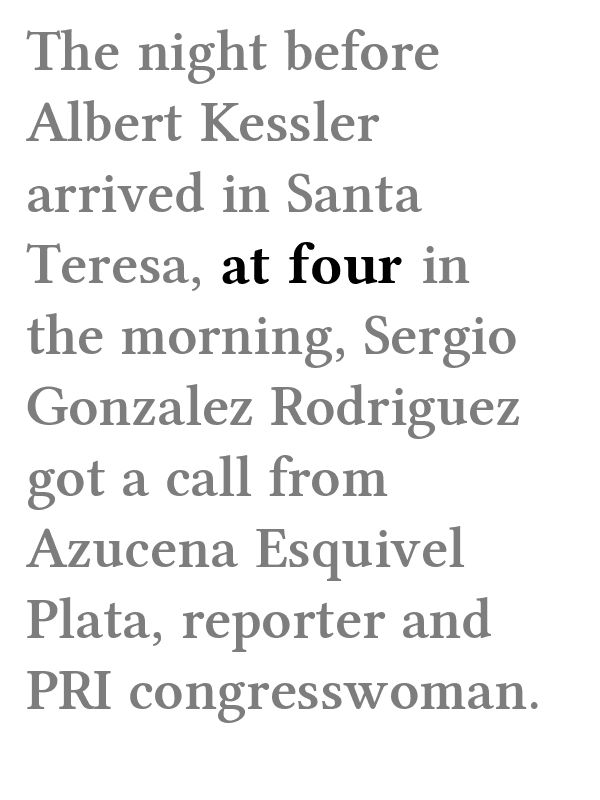 The night before
Albert Kessler
arrived in Santa
Teresa, at four in
the morning, Sergio
Gonzalez Rodriguez
got a call from
Azucena Esquivel
Plata, reporter and
PRI congresswoman.